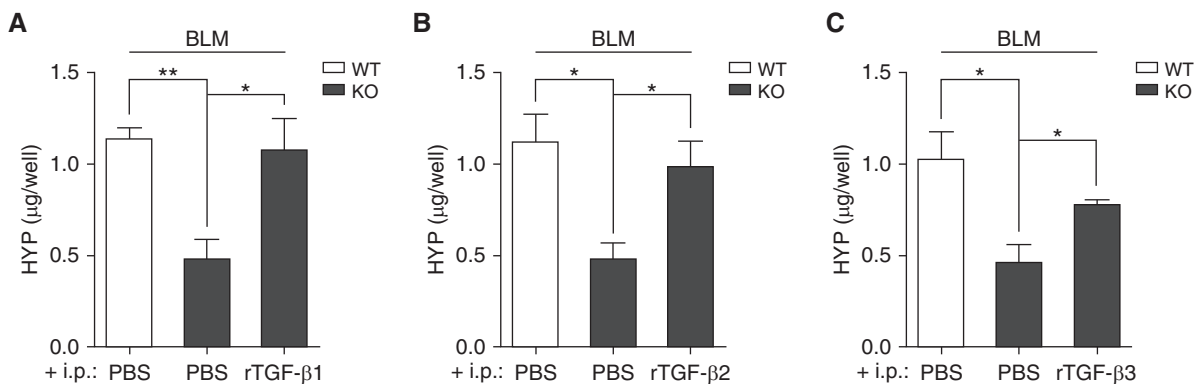 A
BLM
WT
KO
HYP (μg/well)
1.5
1.0
0.5
0.0
**
*
+ i.p.: PBS PBS rTGF-β1
B
BLM
WT
KO
HYP (μg/well)
1.5
1.0
0.5
0.0
*
*
+ i.p.: PBS PBS rTGF-β2
C
BLM
WT
KO
HYP (μg/well)
1.5
1.0
0.5
0.0
*
*
+ i.p.: PBS PBS rTGF-β3